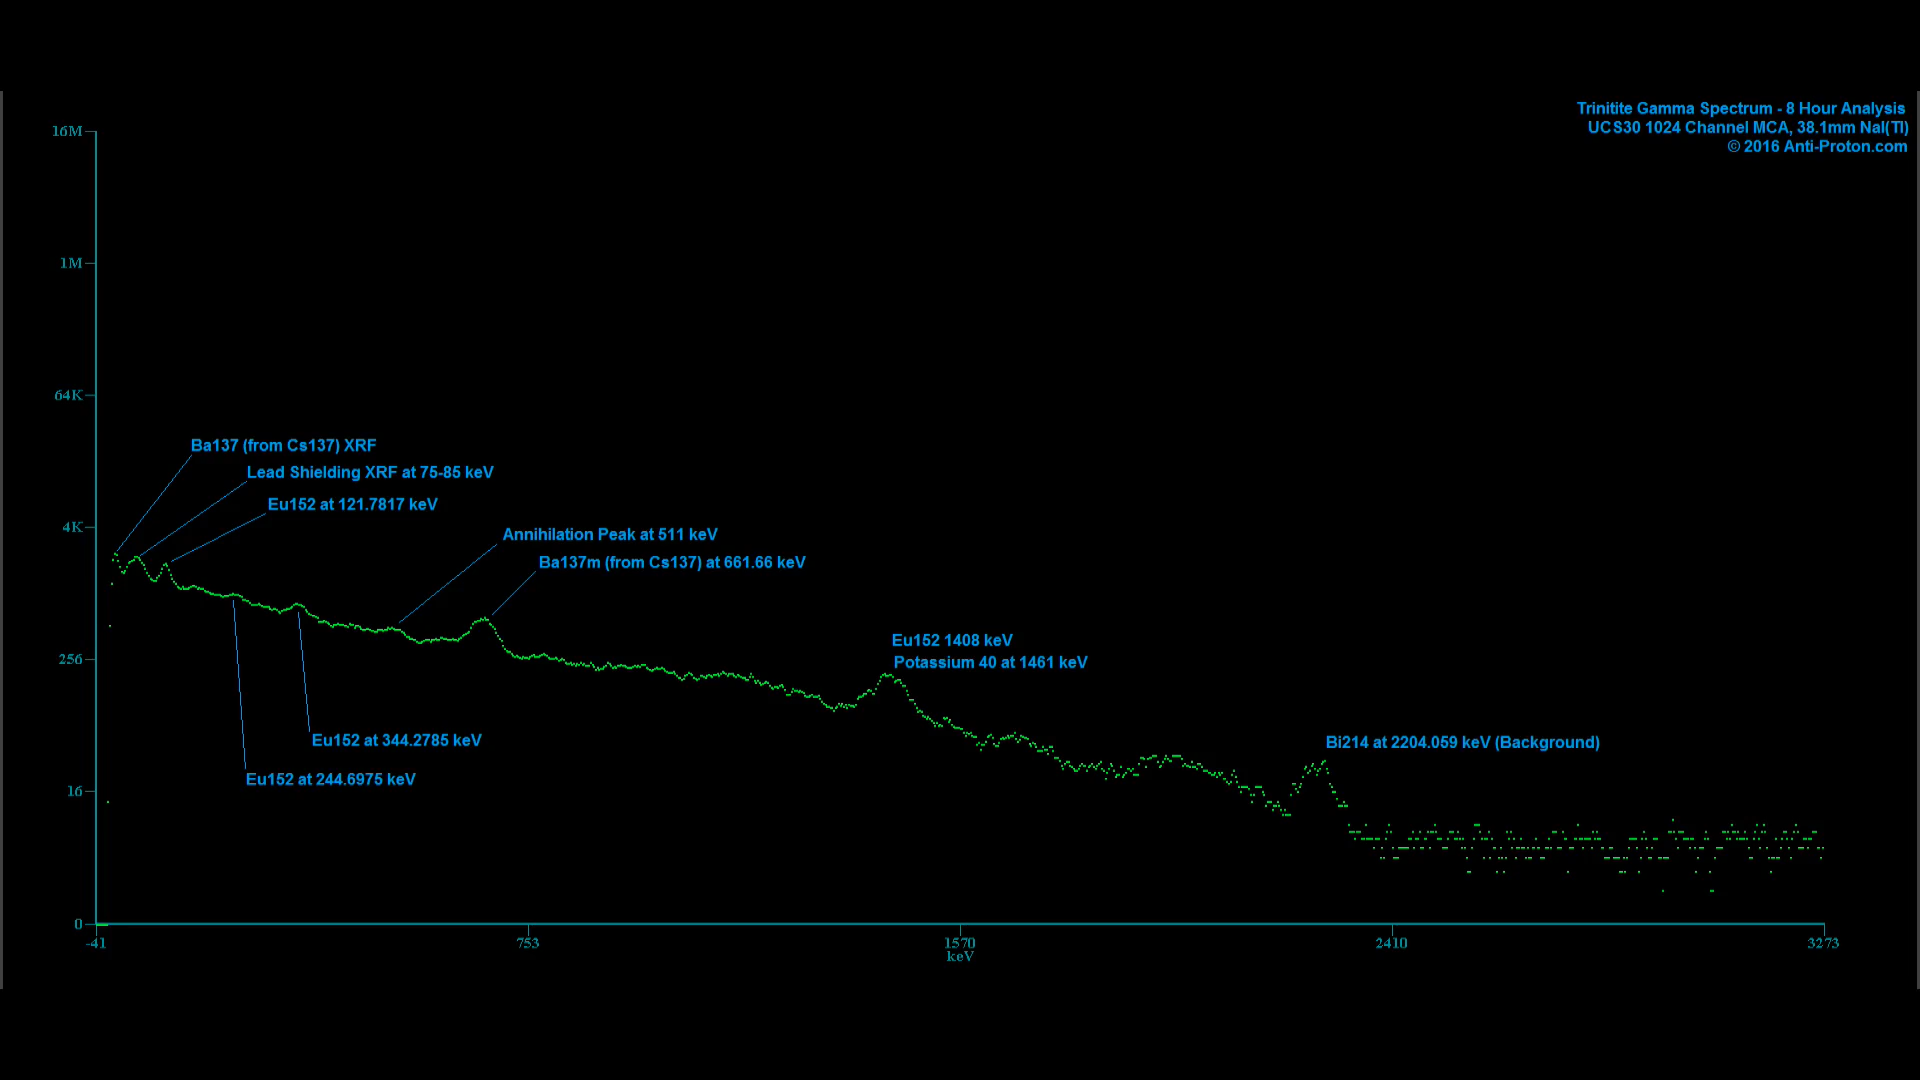 Trinitite Gamma Spectrum - 8 Hour Analysis
UCS30 1024 Channel MCA, 38.1mm NaI(Tl)
© 2016 Anti-Proton.com
16M
1M
64K
4K
256
16
0
Ba137 (from Cs137) XRF
Lead Shielding XRF at 75-85 keV
Eu152 at 121.7817 keV
Annihilation Peak at 511 keV
Ba137m (from Cs137) at 661.66 keV
Eu152 1408 keV
Potassium 40 at 1461 keV
Eu152 at 344.2785 keV
Bi214 at 2204.059 keV (Background)
Eu152 at 244.6975 keV
-41
753
1570
2410
3273
keV